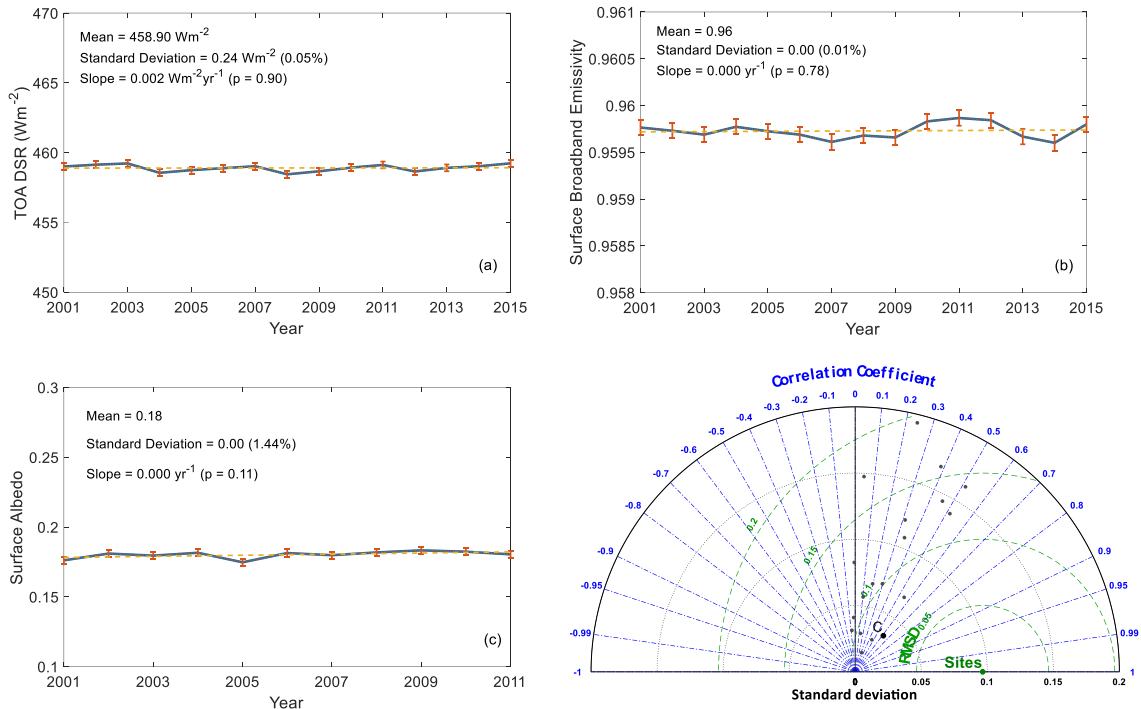 470
465
460
455
450
TOA DSR (Wm-2)
Mean = 458.90 Wm-2
Standard Deviation = 0.24 Wm-2 (0.05%)
Slope = 0.002 Wm-2yr-1 (p = 0.90)
(a)
2001 2003 2005 2007 2009 2011 2013 2015
Year
0.961
0.9605
0.96
0.9595
0.959
0.9585
0.958
Surface Broadband Emissivity
Mean = 0.96
Standard Deviation = 0.00 (0.01%)
Slope = 0.000 yr-1 (p = 0.78)
(b)
2001 2003 2005 2007 2009 2011 2013 2015
Year
0.3
0.25
0.2
0.15
0.1
Surface Albedo
Mean = 0.18
Standard Deviation = 0.00 (1.44%)
Slope = 0.000 yr-1 (p = 0.11)
(c)
2001 2003 2005 2007 2009 2011
Year
Correlation Coefficient
-1 -0.99 -0.95 -0.9 -0.8 -0.7 -0.6 -0.5 -0.4 -0.3 -0.2 -0.1 0 0.1 0.2 0.3 0.4 0.5 0.6 0.7 0.8 0.9 0.95 0.99 1
0.2
0.15
0.1
0.05
RMSD
C
Sites
0 0.05 0.1 0.15 0.2
Standard deviation